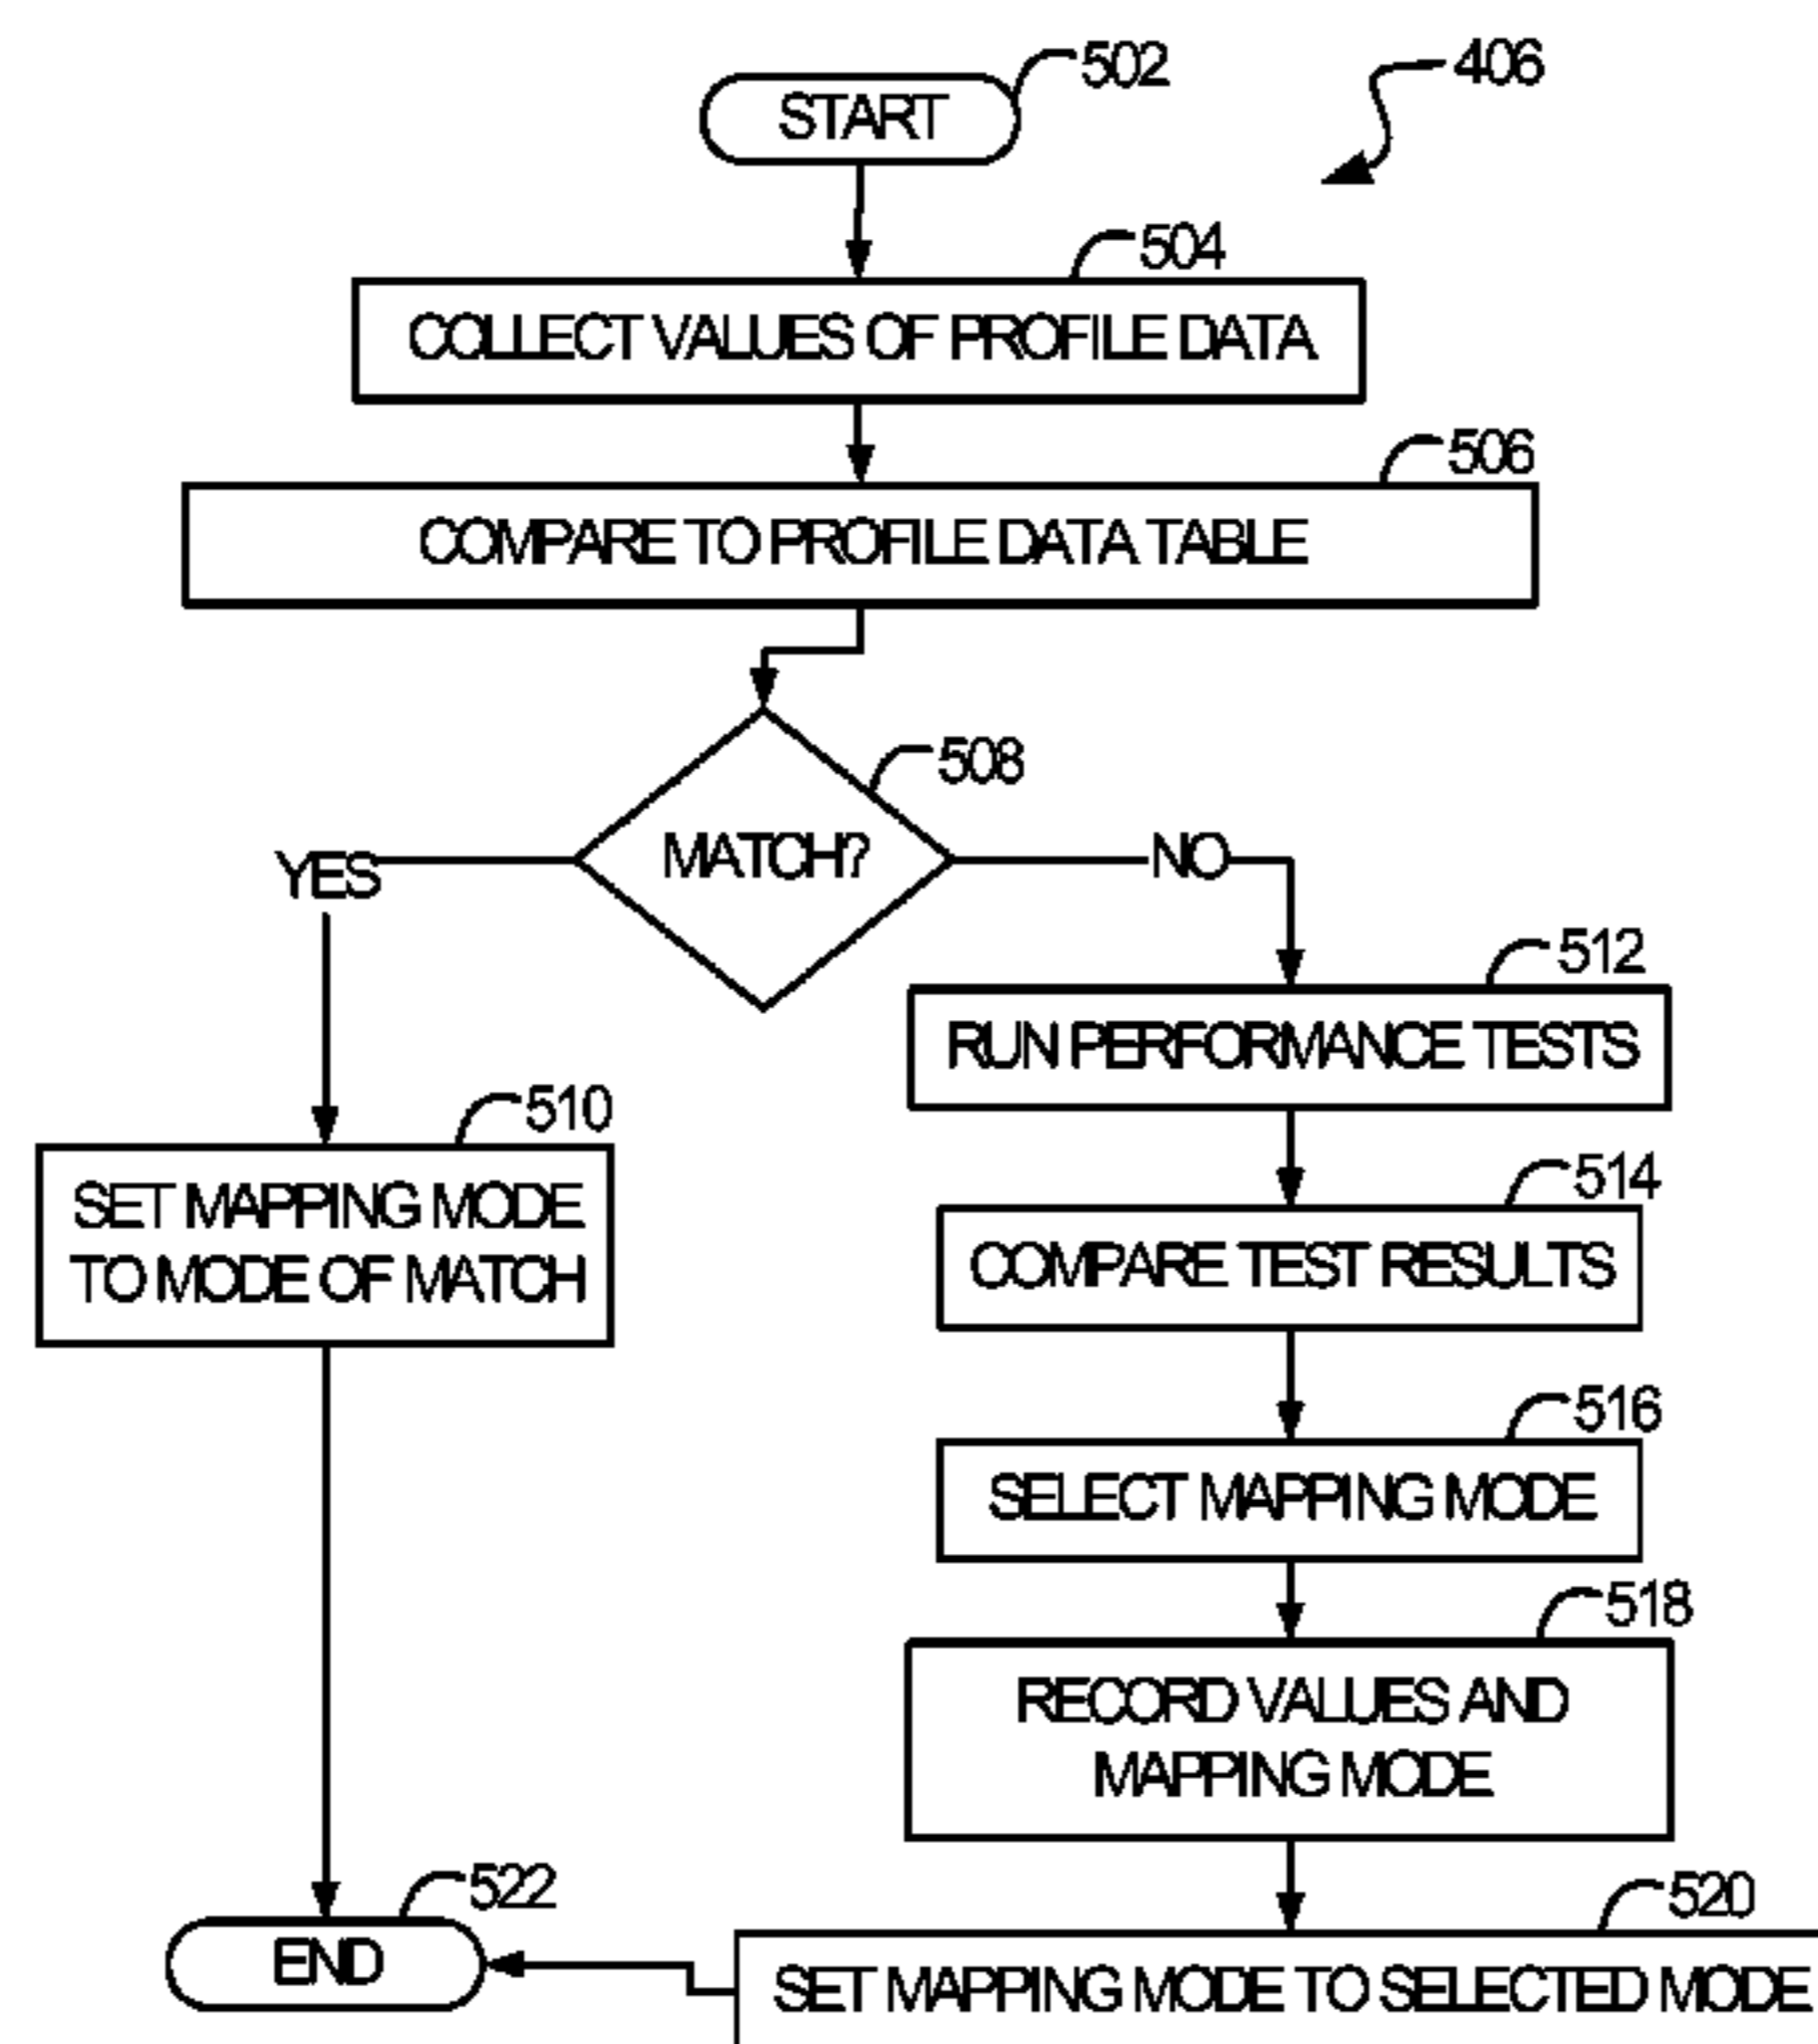 START
502
406
504
COLLECT VALUES OF PROFILE DATA
506
COMPARE TO PROFILE DATA TABLE
508
MATCH?
YES
NO
512
RUN PERFORMANCE TESTS
510
SET MAPPING MODE
TO MODE OF MATCH
514
COMPARE TEST RESULTS
516
SELECT MAPPING MODE
518
RECORD VALUES AND
MAPPING MODE
522
END
520
SET MAPPING MODE TO SELECTED MODE